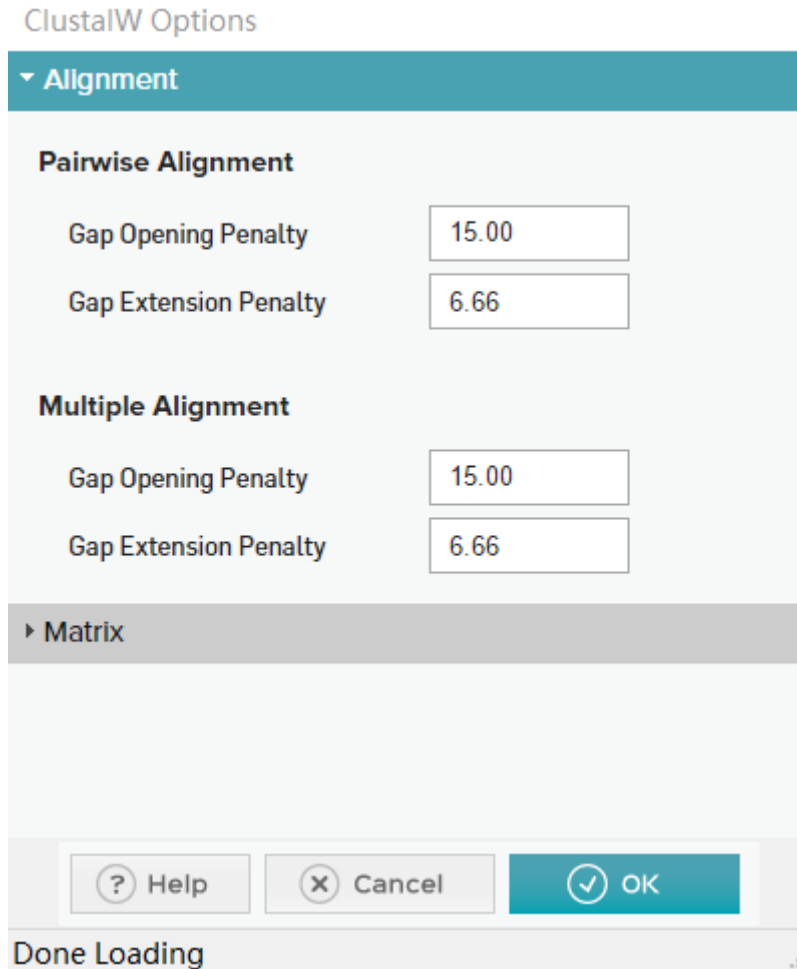 ClustalW Options
Alignment
Pairwise Alignment
Gap Opening Penalty 15.00
Gap Extension Penalty 6.66
Multiple Alignment
Gap Opening Penalty 15.00
Gap Extension Penalty 6.66
Matrix
? Help Cancel OK
Done Loading